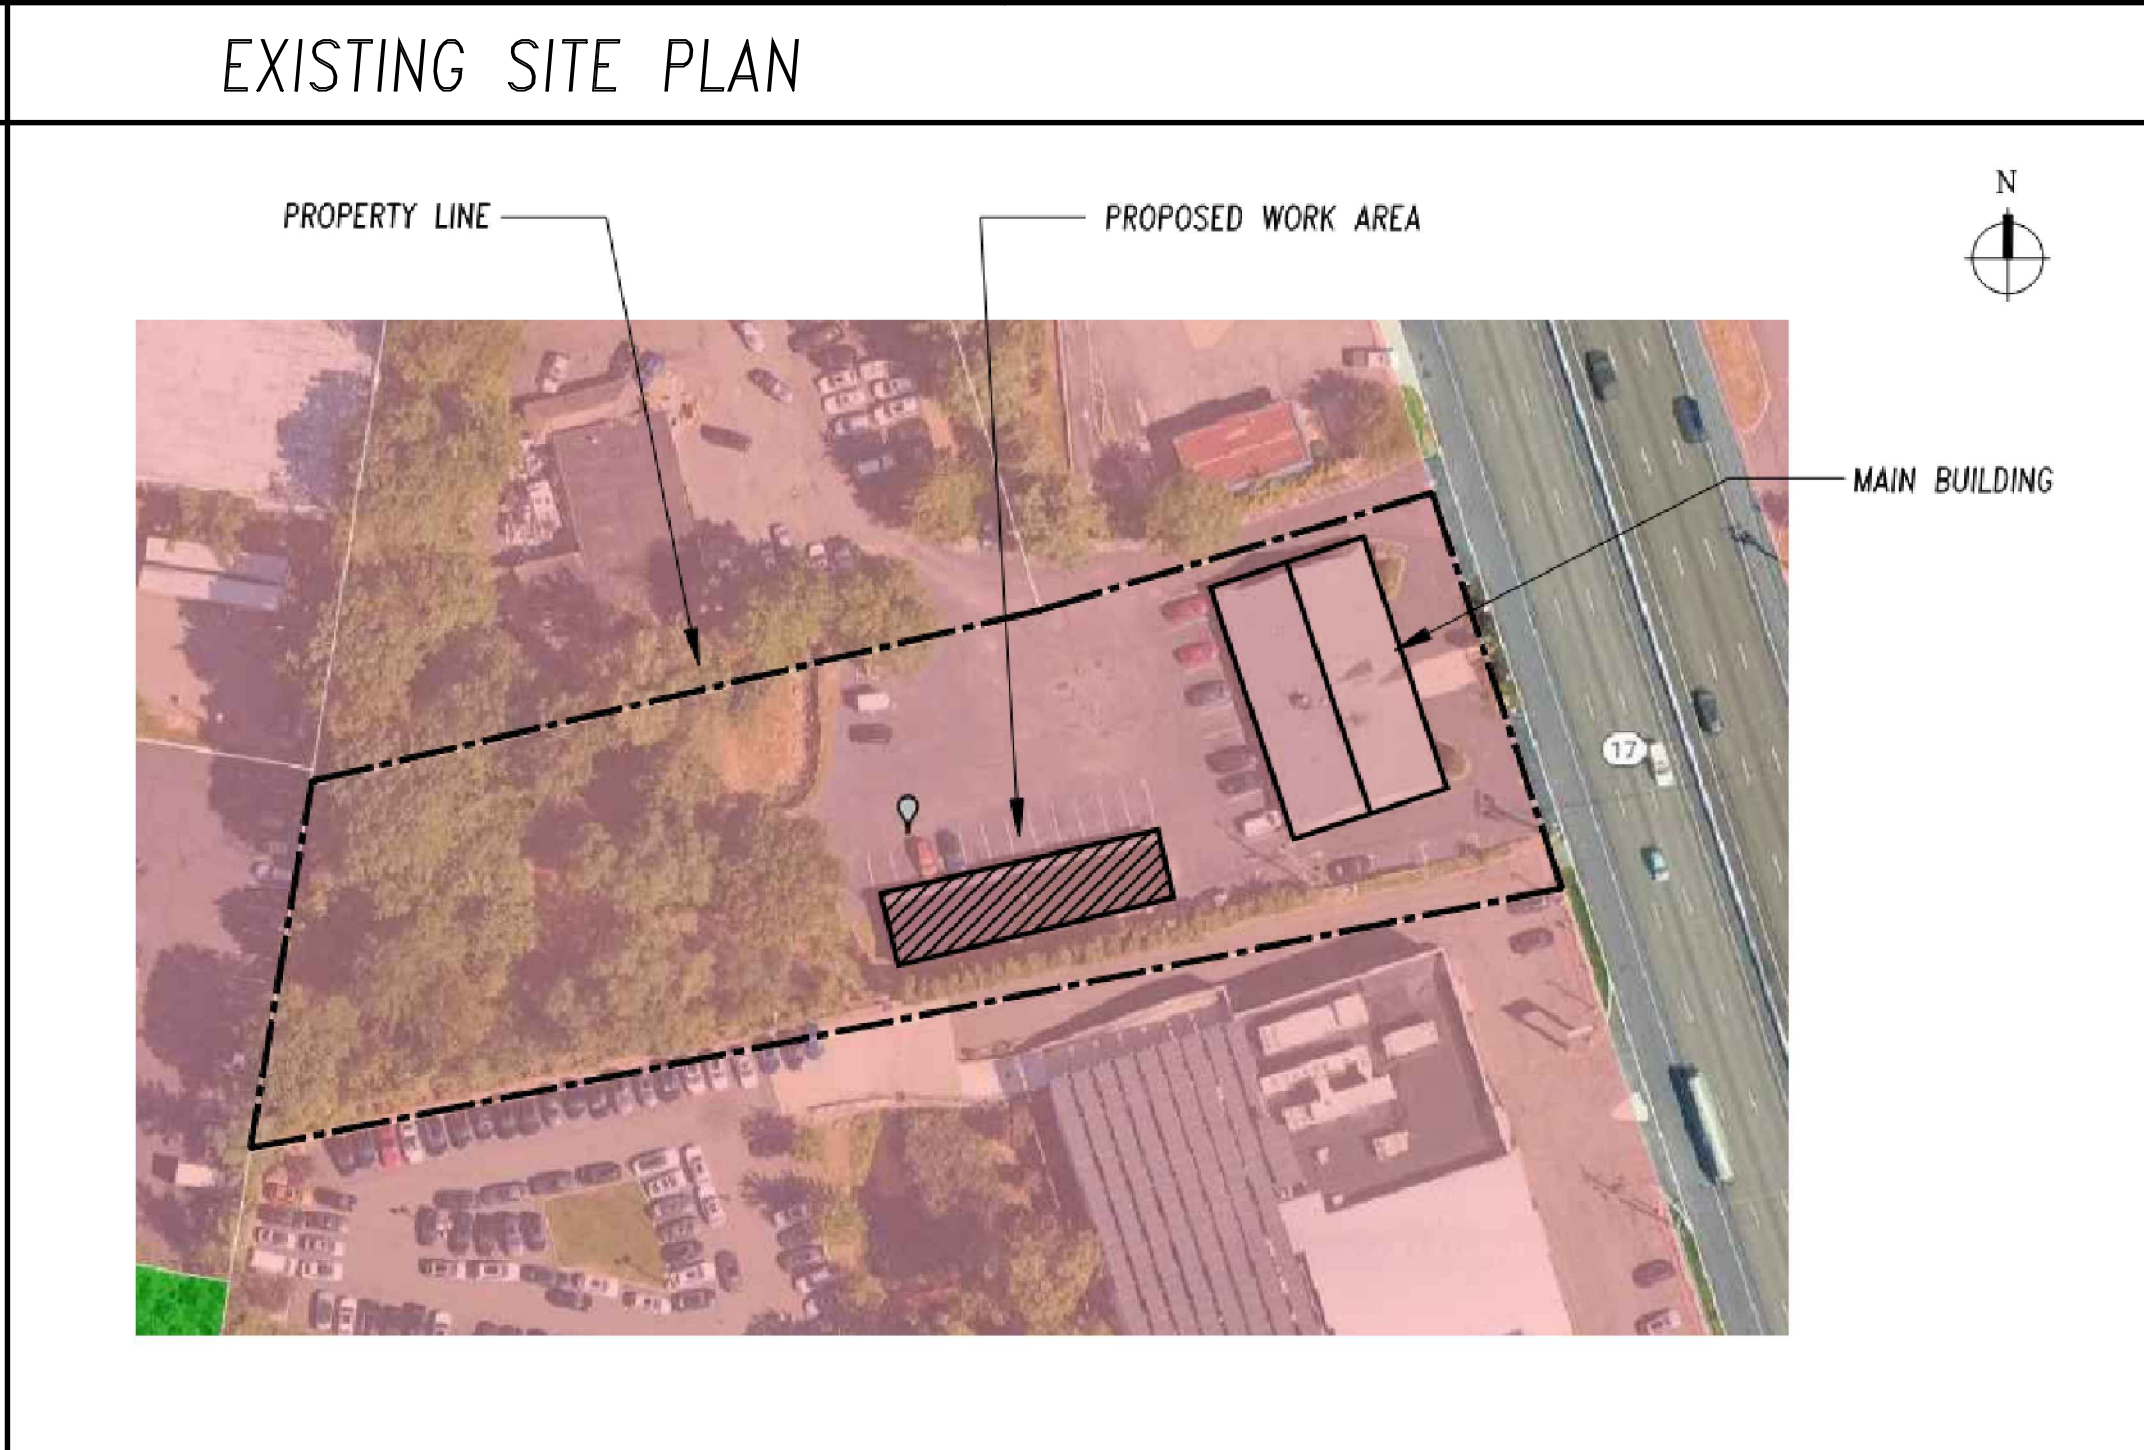 EXISTING SITE PLAN
N
PROPERTY LINE
PROPOSED WORK AREA
MAIN BUILDING
17